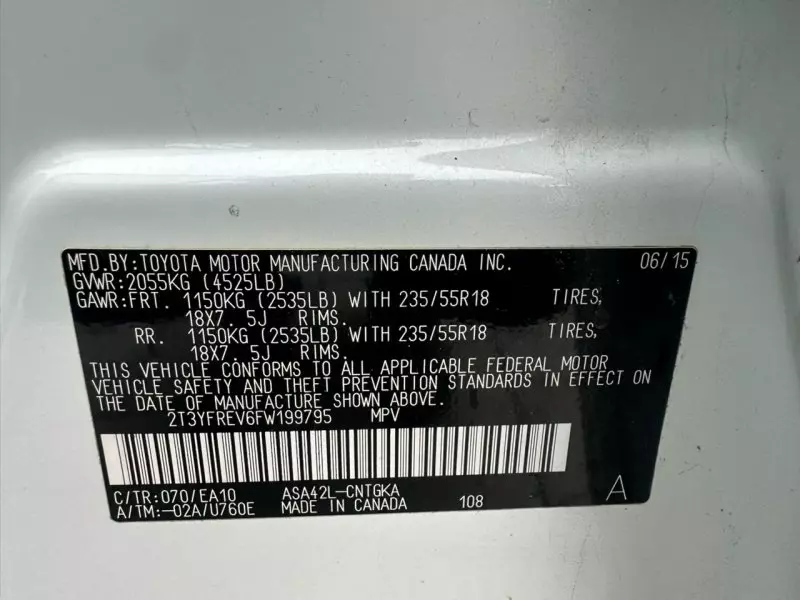 MFD.BY:TOYOTA MOTOR MANUFACTURING CANADA INC. 06/15
GVWR:2055KG (4525LB)
GAWR:FRT. 1150KG (2535LB) WITH 235/55R18 TIRES,
18X7. 5J RIMS.
RR. 1150KG (2535LB) WITH 235/55R18 TIRES,
18X7. 5J RIMS.
THIS VEHICLE CONFORMS TO ALL APPLICABLE FEDERAL MOTOR
VEHICLE SAFETY AND THEFT PREVENTION STANDARDS IN EFFECT ON
THE DATE OF MANUFACTURE SHOWN ABOVE.
2T3YFREV6FW199795 MPV
C/TR:070/EA10 ASA42L-CNTGKA
A/TM:-02A/U760E MADE IN CANADA 108 A